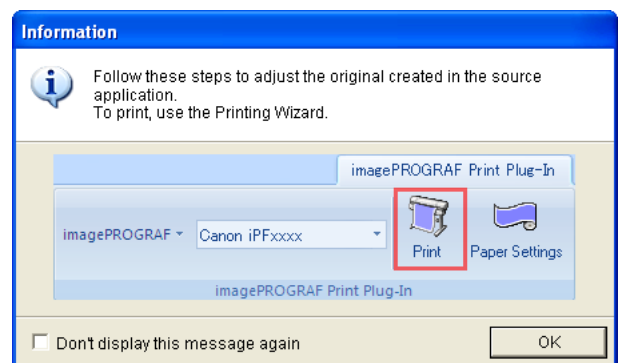 Information
Follow these steps to adjust the original created in the source
application.
To print, use the Printing Wizard.
imagePROGRAF Print Plug-In
imagePROGRAF
Canon iPFxxxx
Print
Paper Settings
imagePROGRAF Print Plug-In
Don't display this message again
OK